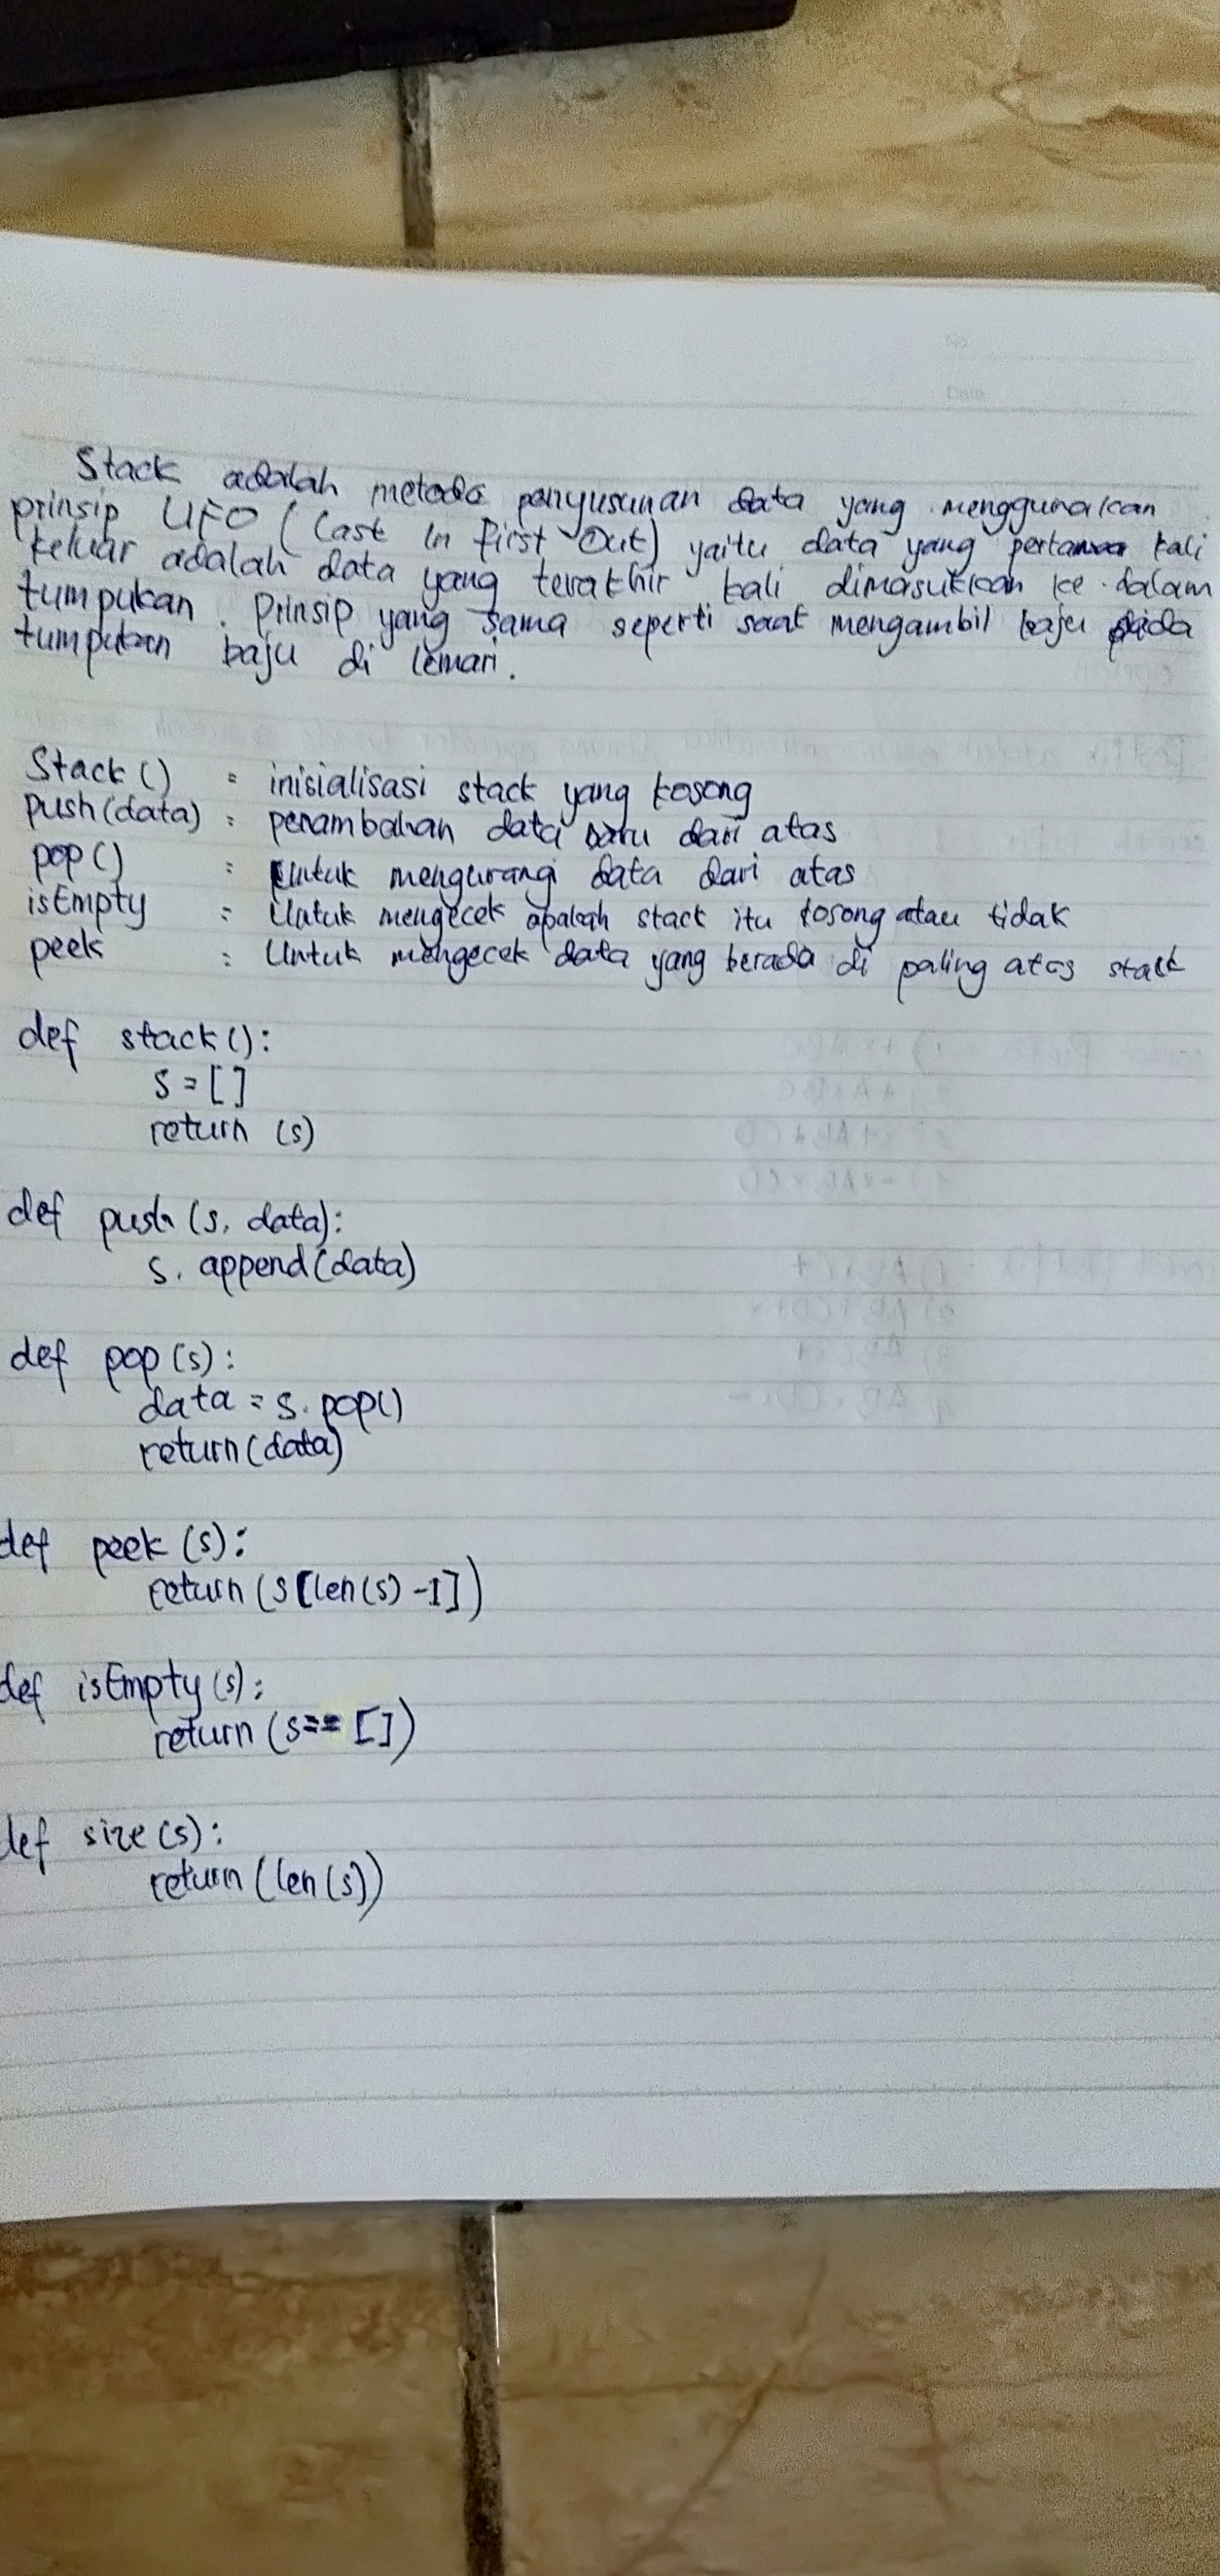 Stack adalah metode penyusunan data yang menggunakan
prinsip LIFO (Last In First Out) yaitu data yang pertama kali
keluar adalah data yang terakhir kali dimasukkan ke dalam
tumpukan. Prinsip yang sama seperti saat mengambil baju pada
tumpukan baju di lemari.
Stack() = inisialisasi stack yang kosong
push(data) = penambahan data baru dari atas
pop() = Untuk mengurangi data dari atas
isEmpty = Untuk mengecek apakah stack itu kosong atau tidak
peek = Untuk mengecek data yang berada di paling atas stack
def stack():
s = []
return (s)
def push (s, data):
s. append(data)
def pop (s):
data = s. pop()
return(data)
def peek (s):
return (s[len(s) -1])
def isEmpty (s):
return (s== [])
def size (s):
return (len (s))